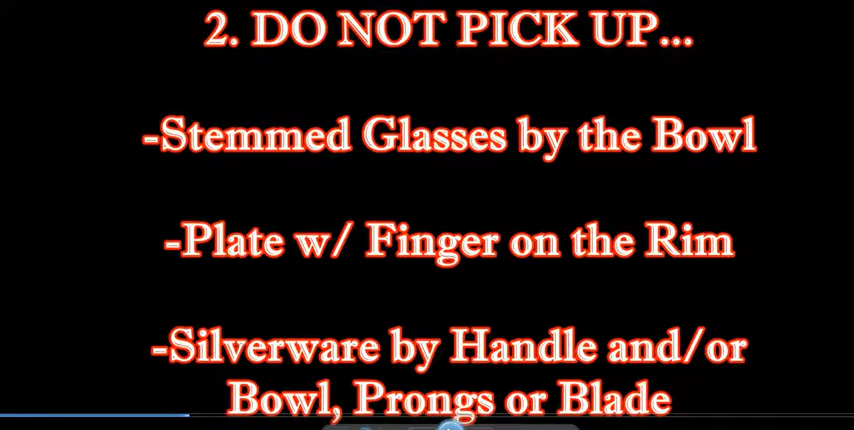 2. DO NOT PICK UP...
-Stemmed Glasses by the Bowl
-Plate w/ Finger on the Rim
-Silverware by Handle and/or
Bowl, Prongs or Blade